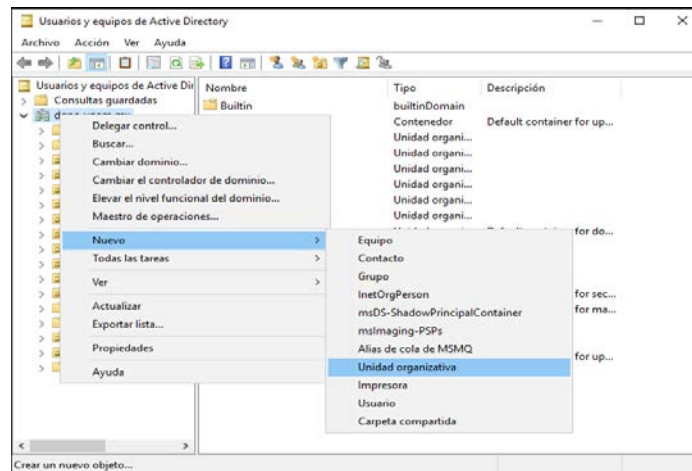 Usuarios y equipos de Active Directory
Archivo Acción Ver Ayuda
Usuarios y equipos de Active Dir
Consultas guardadas
Nombre Tipo Descripción
Builtin builtinDomain
Contenedor Default container for up...
Unidad organi...
Unidad organi...
Unidad organi...
Unidad organi...
Unidad organi...
Unidad organi...
for do...
for sec...
for ma...
for up...
Delegar control...
Buscar...
Cambiar dominio...
Cambiar el controlador de dominio...
Elevar el nivel funcional del dominio...
Maestro de operaciones...
Nuevo
Todas las tareas
Ver
Actualizar
Exportar lista...
Propiedades
Ayuda
Equipo
Contacto
Grupo
InetOrgPerson
msDS-ShadowPrincipalContainer
msImaging-PSPs
Alias de cola de MSMQ
Unidad organizativa
Impresora
Usuario
Carpeta compartida
Crear un nuevo objeto...